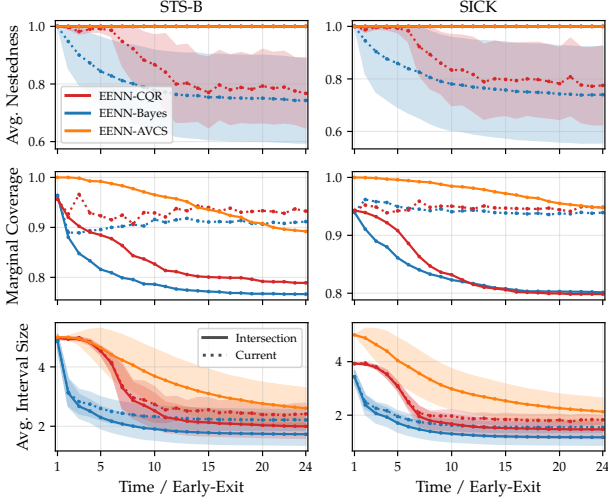 STS-B
SICK
Avg. Nestedness
1.0
0.8
0.6
EENN-CQR
EENN-Bayes
EENN-AVCS
1.0
0.8
0.6
Marginal Coverage
1.0
0.9
0.8
1.0
0.9
0.8
Avg. Interval Size
4
2
Intersection
Current
4
2
1 5 10 15 20 24
1 5 10 15 20 24
Time / Early-Exit
Time / Early-Exit